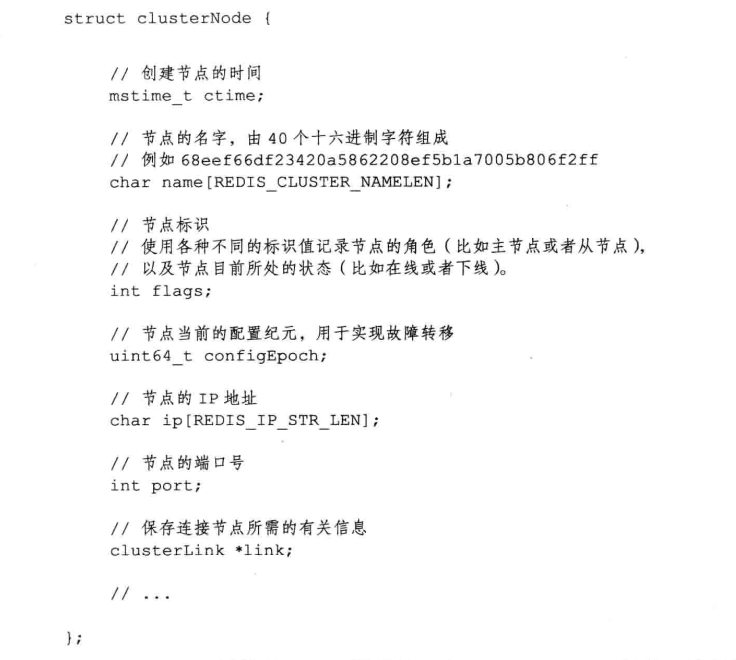 struct clusterNode {
// 创建节点的时间
mstime_t ctime;
// 节点的名字，由 40 个十六进制字符组成
// 例如 68eef66df23420a5862208ef5b1a7005b806f2ff
char name[REDIS_CLUSTER_NAMELEN];
// 节点标识
// 使用各种不同的标识值记录节点的角色（比如主节点或者从节点），
// 以及节点目前所处的状态（比如在线或者下线）。
int flags;
// 节点当前的配置纪元，用于实现故障转移
uint64_t configEpoch;
// 节点的 IP 地址
char ip[REDIS_IP_STR_LEN];
// 节点的端口号
int port;
// 保存连接节点所需的有关信息
clusterLink *link;
// ...
};